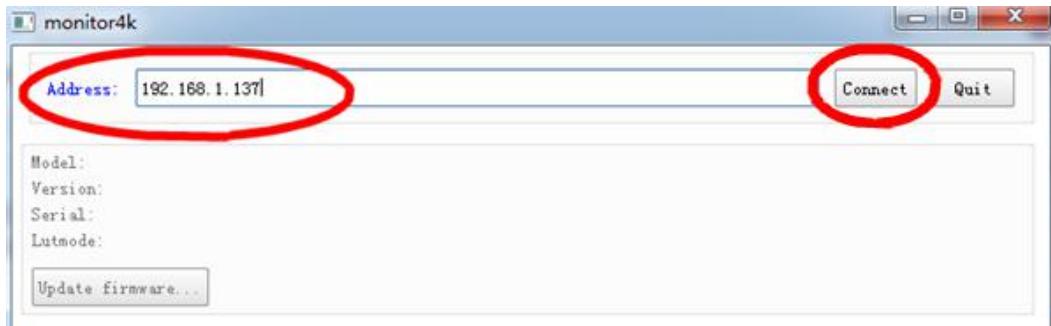 monitor4k
Address: 192.168.1.137 Connect Quit
Model:
Version:
Serial:
Lutmode:
Update firmware...